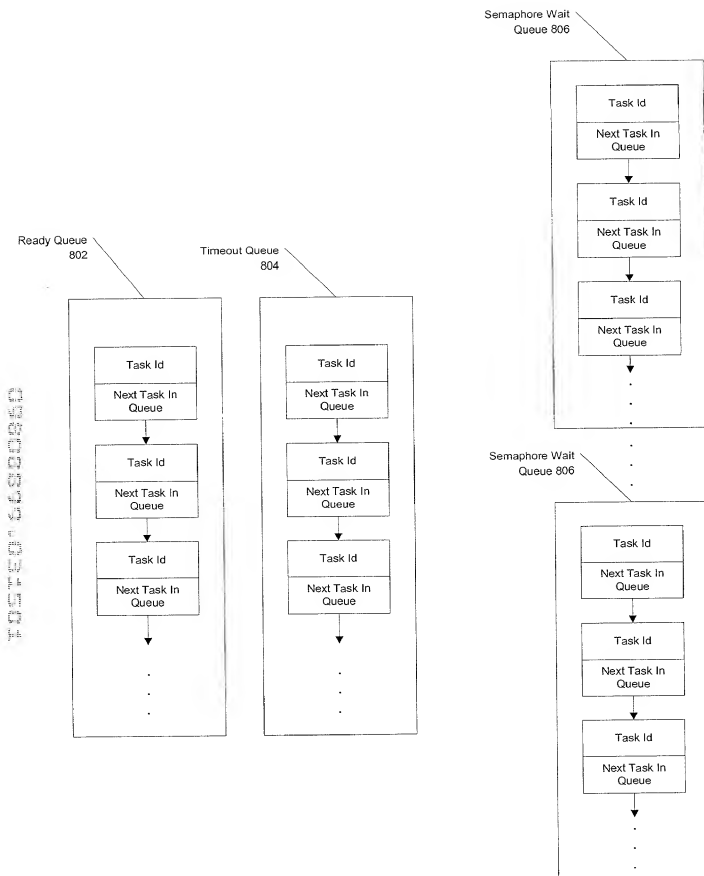 Semaphore Wait
Queue 806
Task Id
Next Task In
Queue
Task Id
Next Task In
Queue
Task Id
Next Task In
Queue
Ready Queue
802
Task Id
Next Task In
Queue
Task Id
Next Task In
Queue
Task Id
Next Task In
Queue
Timeout Queue
804
Task Id
Next Task In
Queue
Task Id
Next Task In
Queue
Task Id
Next Task In
Queue
Semaphore Wait
Queue 806
Task Id
Next Task In
Queue
Task Id
Next Task In
Queue
Task Id
Next Task In
Queue